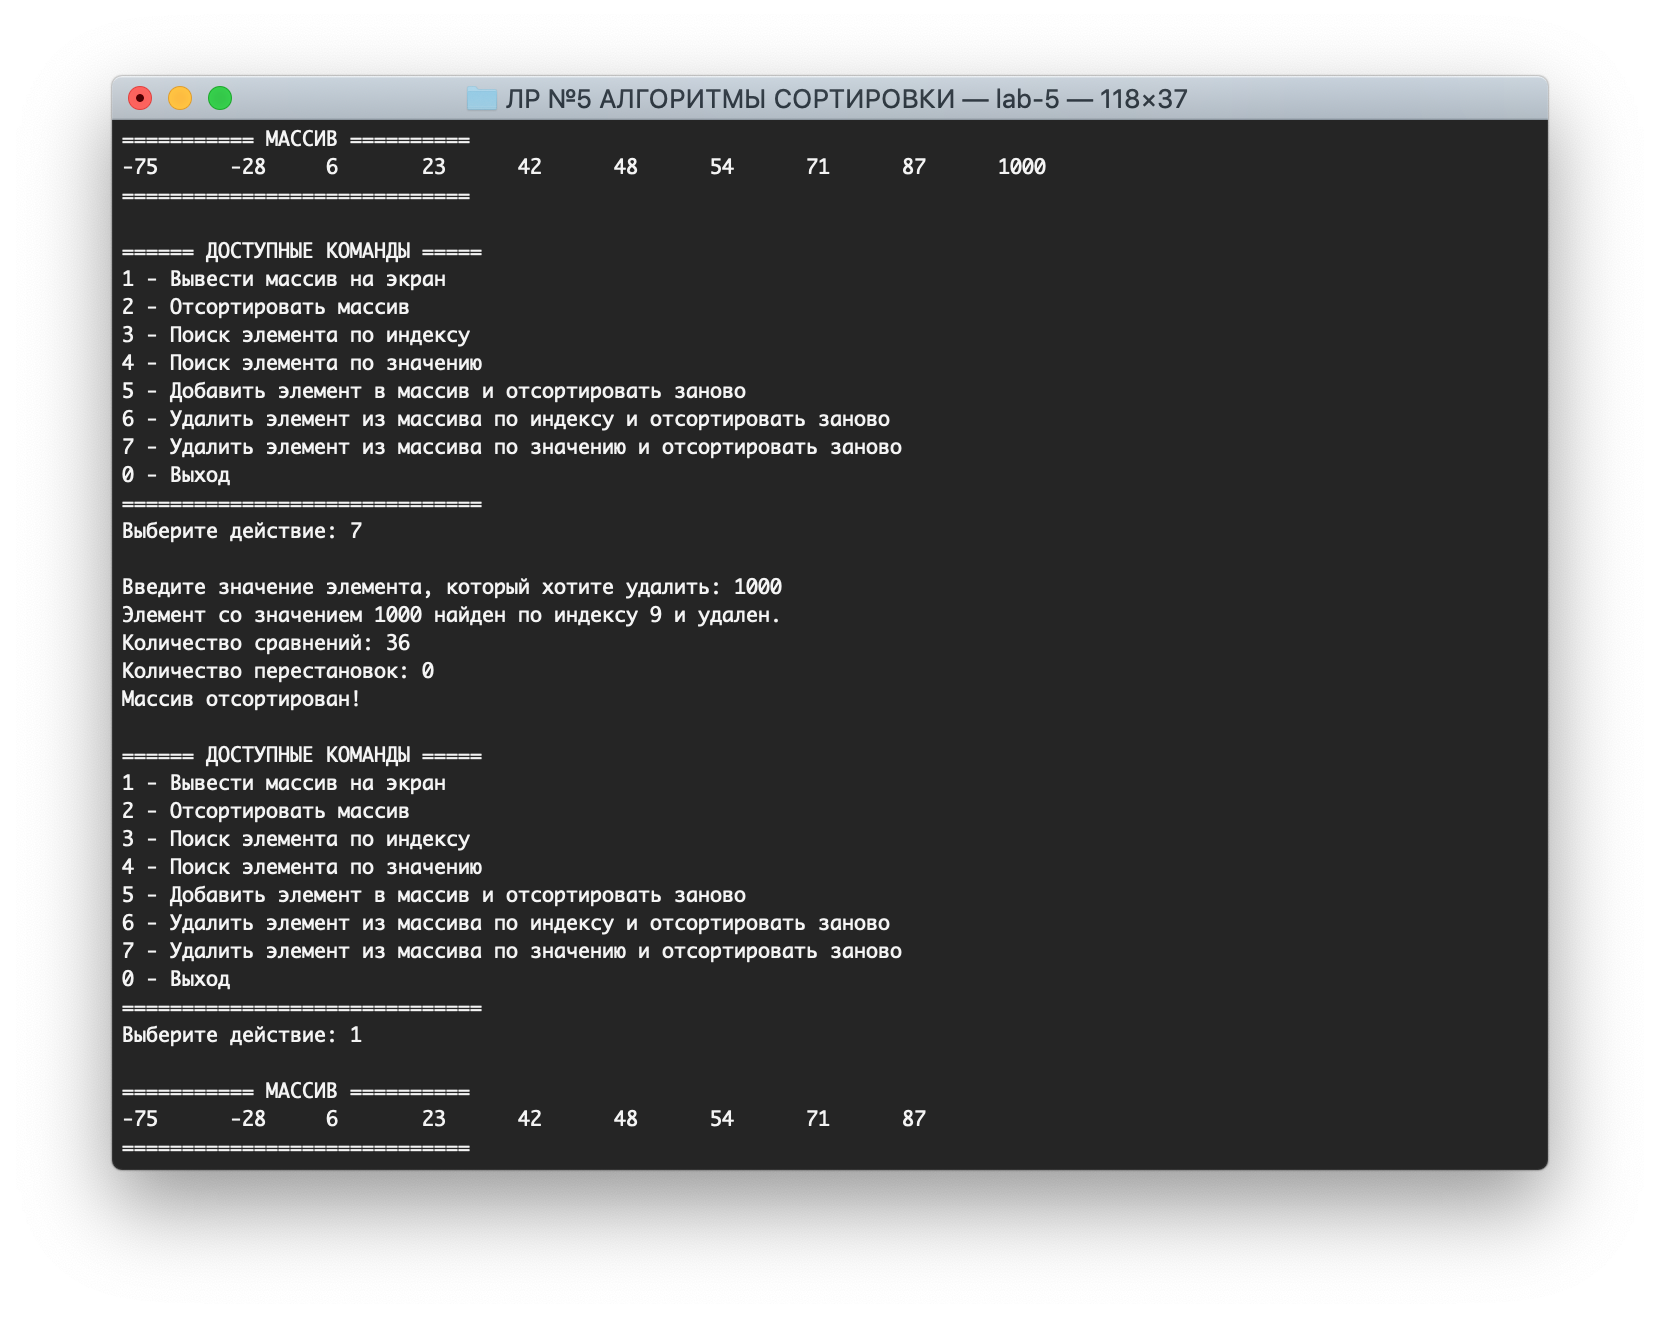 ЛР №5 АЛГОРИТМЫ СОРТИРОВКИ — lab-5 — 118×37
=========== МАССИВ ==========
-75 -28 6 23 42 48 54 71 87 1000
=============================
====== ДОСТУПНЫЕ КОМАНДЫ =====
1 - Вывести массив на экран
2 - Отсортировать массив
3 - Поиск элемента по индексу
4 - Поиск элемента по значению
5 - Добавить элемент в массив и отсортировать заново
6 - Удалить элемент из массива по индексу и отсортировать заново
7 - Удалить элемент из массива по значению и отсортировать заново
0 - Выход
==============================
Выберите действие: 7
Введите значение элемента, который хотите удалить: 1000
Элемент со значением 1000 найден по индексу 9 и удален.
Количество сравнений: 36
Количество перестановок: 0
Массив отсортирован!
====== ДОСТУПНЫЕ КОМАНДЫ =====
1 - Вывести массив на экран
2 - Отсортировать массив
3 - Поиск элемента по индексу
4 - Поиск элемента по значению
5 - Добавить элемент в массив и отсортировать заново
6 - Удалить элемент из массива по индексу и отсортировать заново
7 - Удалить элемент из массива по значению и отсортировать заново
0 - Выход
==============================
Выберите действие: 1
=========== МАССИВ ==========
-75 -28 6 23 42 48 54 71 87
=============================